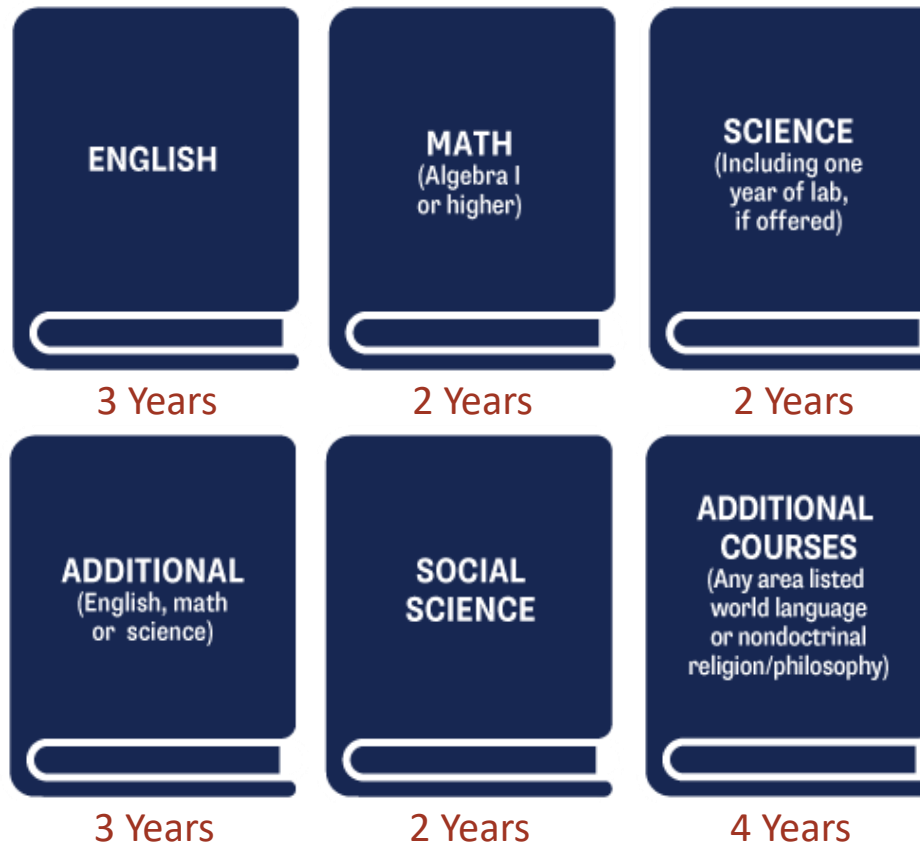 ENGLISH
MATH
(Algebra I
or higher)
SCIENCE
(Including one
year of lab,
if offered)
3 Years
2 Years
2 Years
ADDITIONAL
(English, math
or science)
SOCIAL
SCIENCE
ADDITIONAL
COURSES
(Any area listed
world language
or nondoctrinal
religion/philosophy)
3 Years
2 Years
4 Years